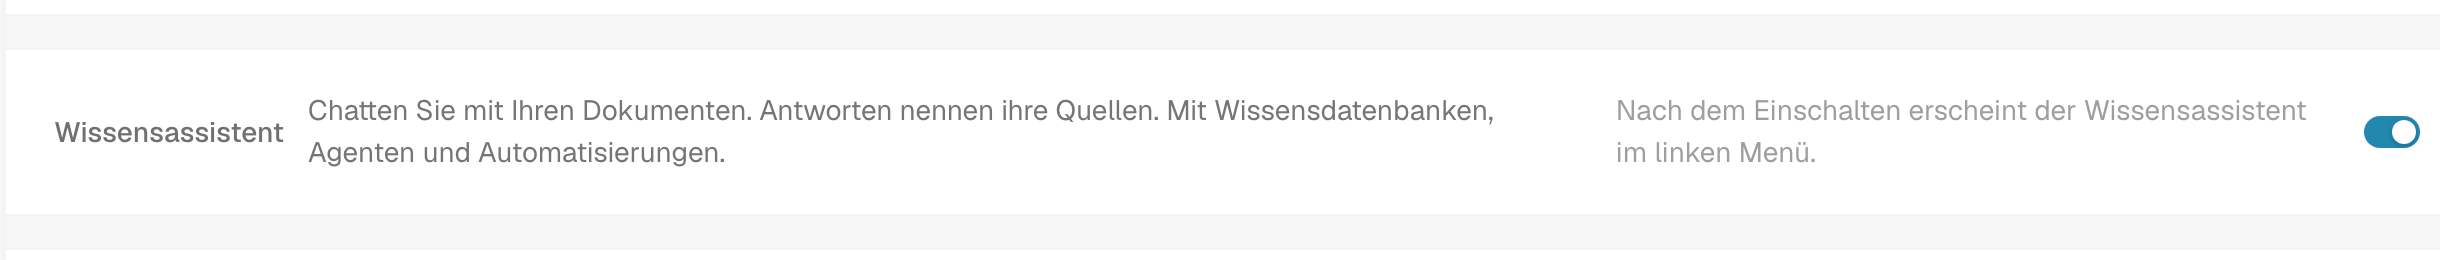 Wissensassistent
Chatten Sie mit Ihren Dokumenten. Antworten nennen ihre Quellen. Mit Wissensdatenbanken,
Agenten und Automatisierungen.
Nach dem Einschalten erscheint der Wissensassistent
im linken Menü.